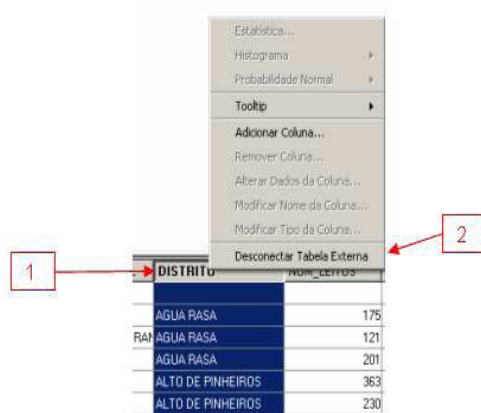 Estatística...
Histograma
Probabilidade Normal
Tooltip
Adicionar Coluna...
Remover Coluna...
Alterar Dados da Coluna...
Modificar Nome da Coluna...
Modificar Tipo da Coluna...
Desconectar Tabela Externa
2
1
DISTRITO NUM_LEITOS
AGUA RASA 175
RAN AGUA RASA 121
AGUA RASA 201
ALTO DE PINHEIROS 363
ALTO DE PINHEIROS 230